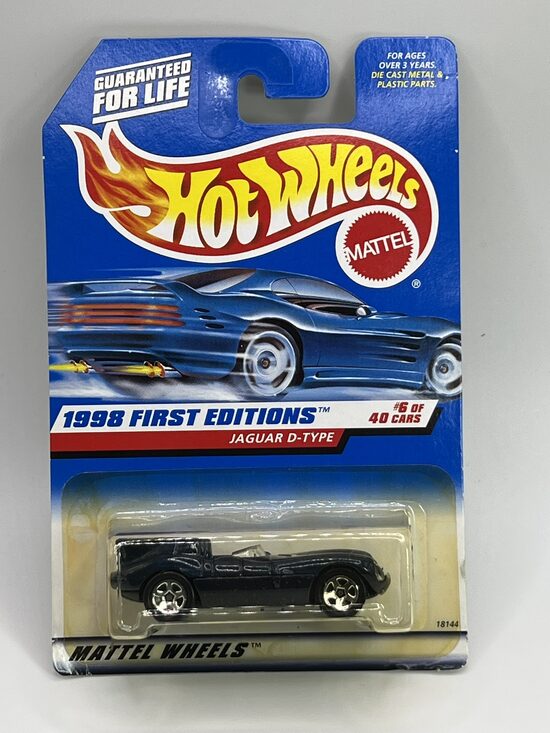 GUARANTEED
FOR LIFE
FOR AGES
OVER 3 YEARS.
DIE CAST METAL &
PLASTIC PARTS.
HOT WHEELS
MATTEL
®
1998 FIRST EDITIONS™
#6 OF
40 CARS
JAGUAR D-TYPE
18144
MATTEL WHEELS™